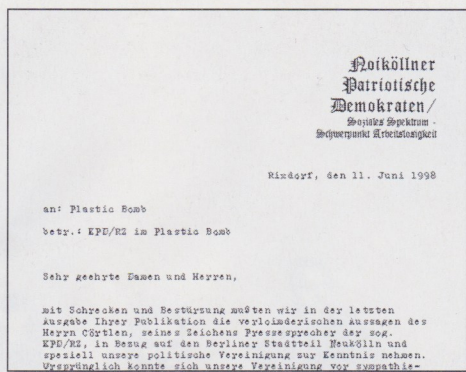 Noiköllner
Patriotische
Demokraten/
Soziales Spektrum -
Schwerpunkt Arbeitslosigkeit
Rixdorf, den 11. Juni 1998
an: Plastic Bomb
betr.: KPD/RZ im Plastic Bomb
Sehr geehrte Damen und Herren,
mit Schrecken und Bestürzung mußten wir in der letzten
Ausgabe Ihrer Publikation die verloimderischen Aussagen des
Herrn Cörtlen, seines Zeichens Pressesprecher der sog.
KPD/RZ, in Bezug auf den Berliner Stadtteil Neukölln und
speziell unsere politische Vereinigung zur Kenntnis nehmen.
Ursprünglich konnte sich unsere Vereinigung vor sympathie-